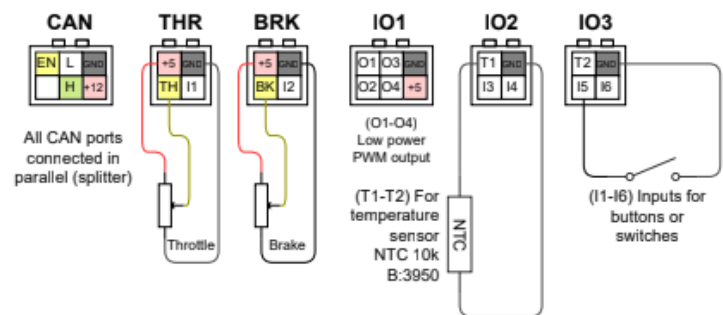 CAN THR BRK IO1 IO2 IO3
EN L GND +5 GND +5 GND O1 O3 GND T1 GND T2 GND
H +12 TH I1 BK I2 O2 O4 +5 I3 I4 I5 I6
All CAN ports
connected in
parallel (splitter)
Throttle
Brake
(O1-O4)
Low power
PWM output
(T1-T2) For
temperature
sensor
NTC 10k
B:3950
NTC
(I1-I6) Inputs for
buttons or
switches